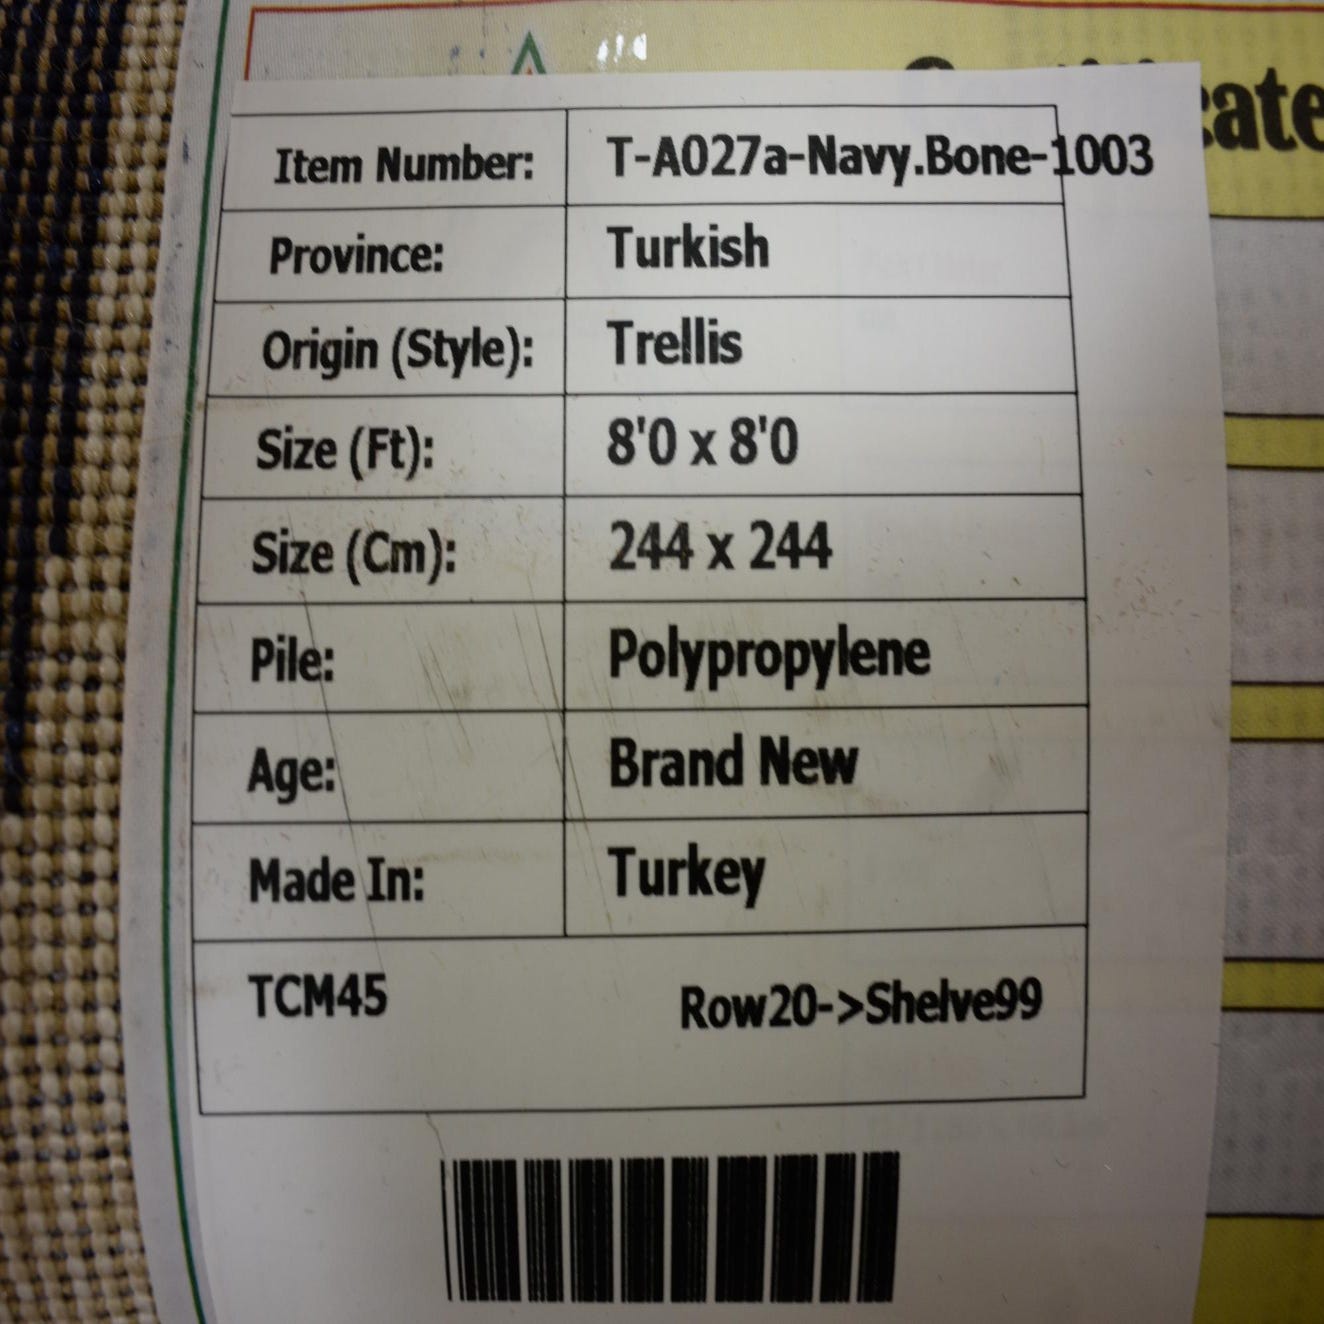 Item Number: T-A027a-Navy.Bone-1003
Province: Turkish
Origin (Style): Trellis
Size (Ft): 8'0 x 8'0
Size (Cm): 244 x 244
Pile: Polypropylene
Age: Brand New
Made In: Turkey
TCM45 Row20->Shelve99